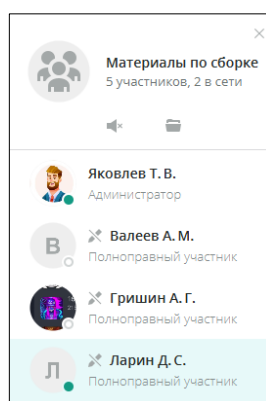 Материалы по сборке
5 участников, 2 в сети
Яковлев Т. В.
Администратор
В
Валеев А. М.
Полноправный участник
Гришин А. Г.
Полноправный участник
Л
Ларин Д. С.
Полноправный участник